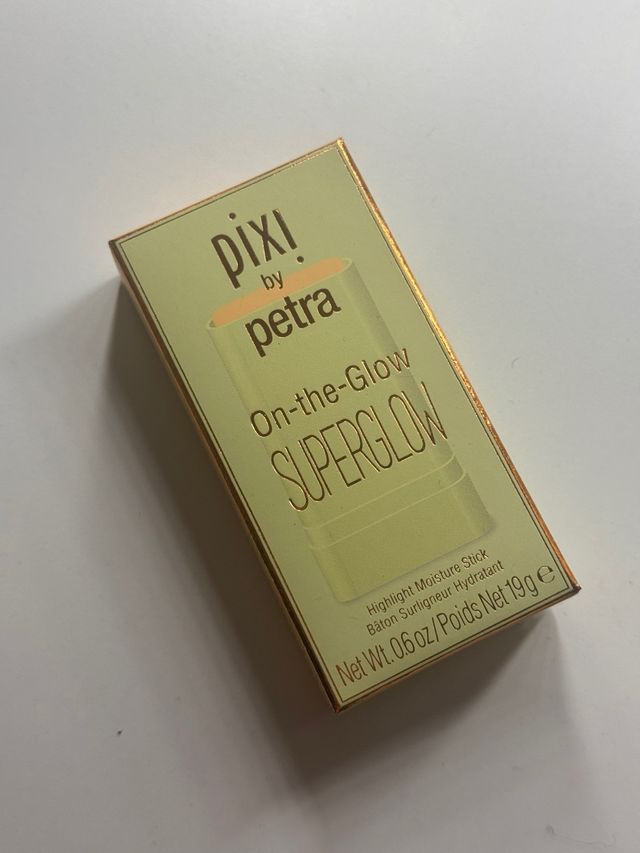 pixi
by
petra
On-the-Glow
SUPERGLOW
Highlight Moisture Stick
Bâton Surligneur Hydratant
Net Wt. 0.6 oz/Poids Net 19g ℮